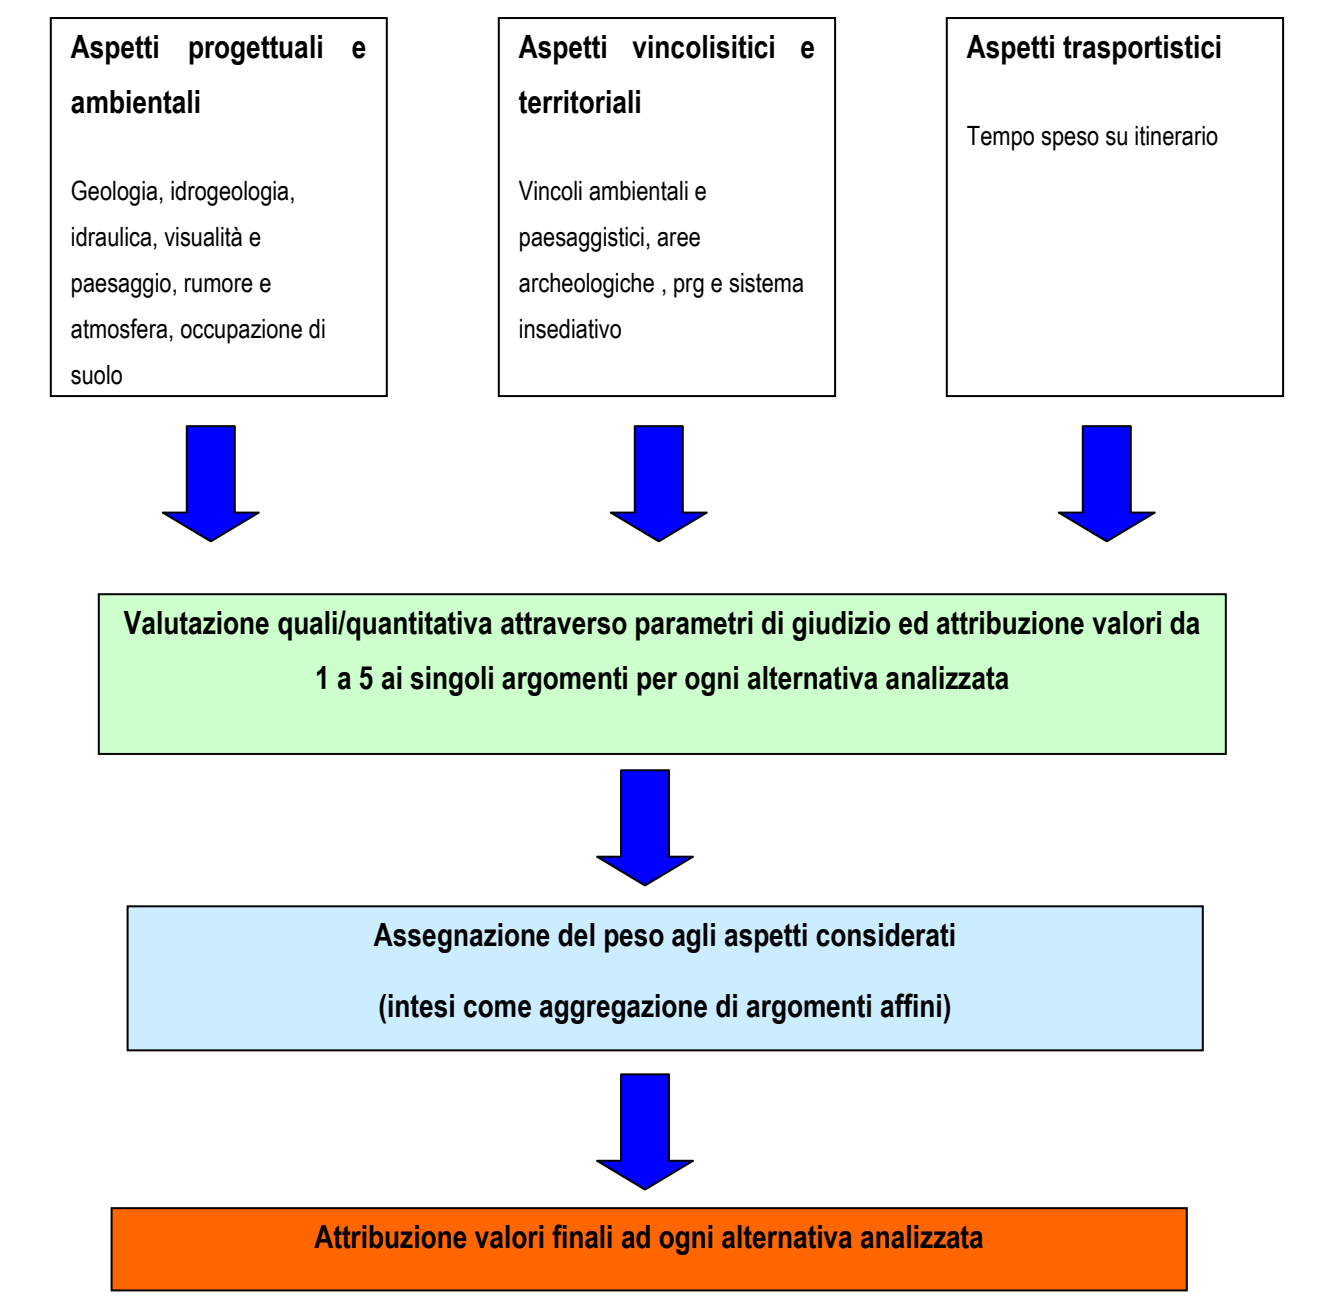 Aspetti progettuali e
ambientali
Geologia, idrogeologia,
idraulica, visualità e
paesaggio, rumore e
atmosfera, occupazione di
suolo
Aspetti vincolisitici e
territoriali
Vincoli ambientali e
paesaggistici, aree
archeologiche , prg e sistema
insediativo
Aspetti trasportistici
Tempo speso su itinerario
Valutazione quali/quantitativa attraverso parametri di giudizio ed attribuzione valori da
1 a 5 ai singoli argomenti per ogni alternativa analizzata
Assegnazione del peso agli aspetti considerati
(intesi come aggregazione di argomenti affini)
Attribuzione valori finali ad ogni alternativa analizzata